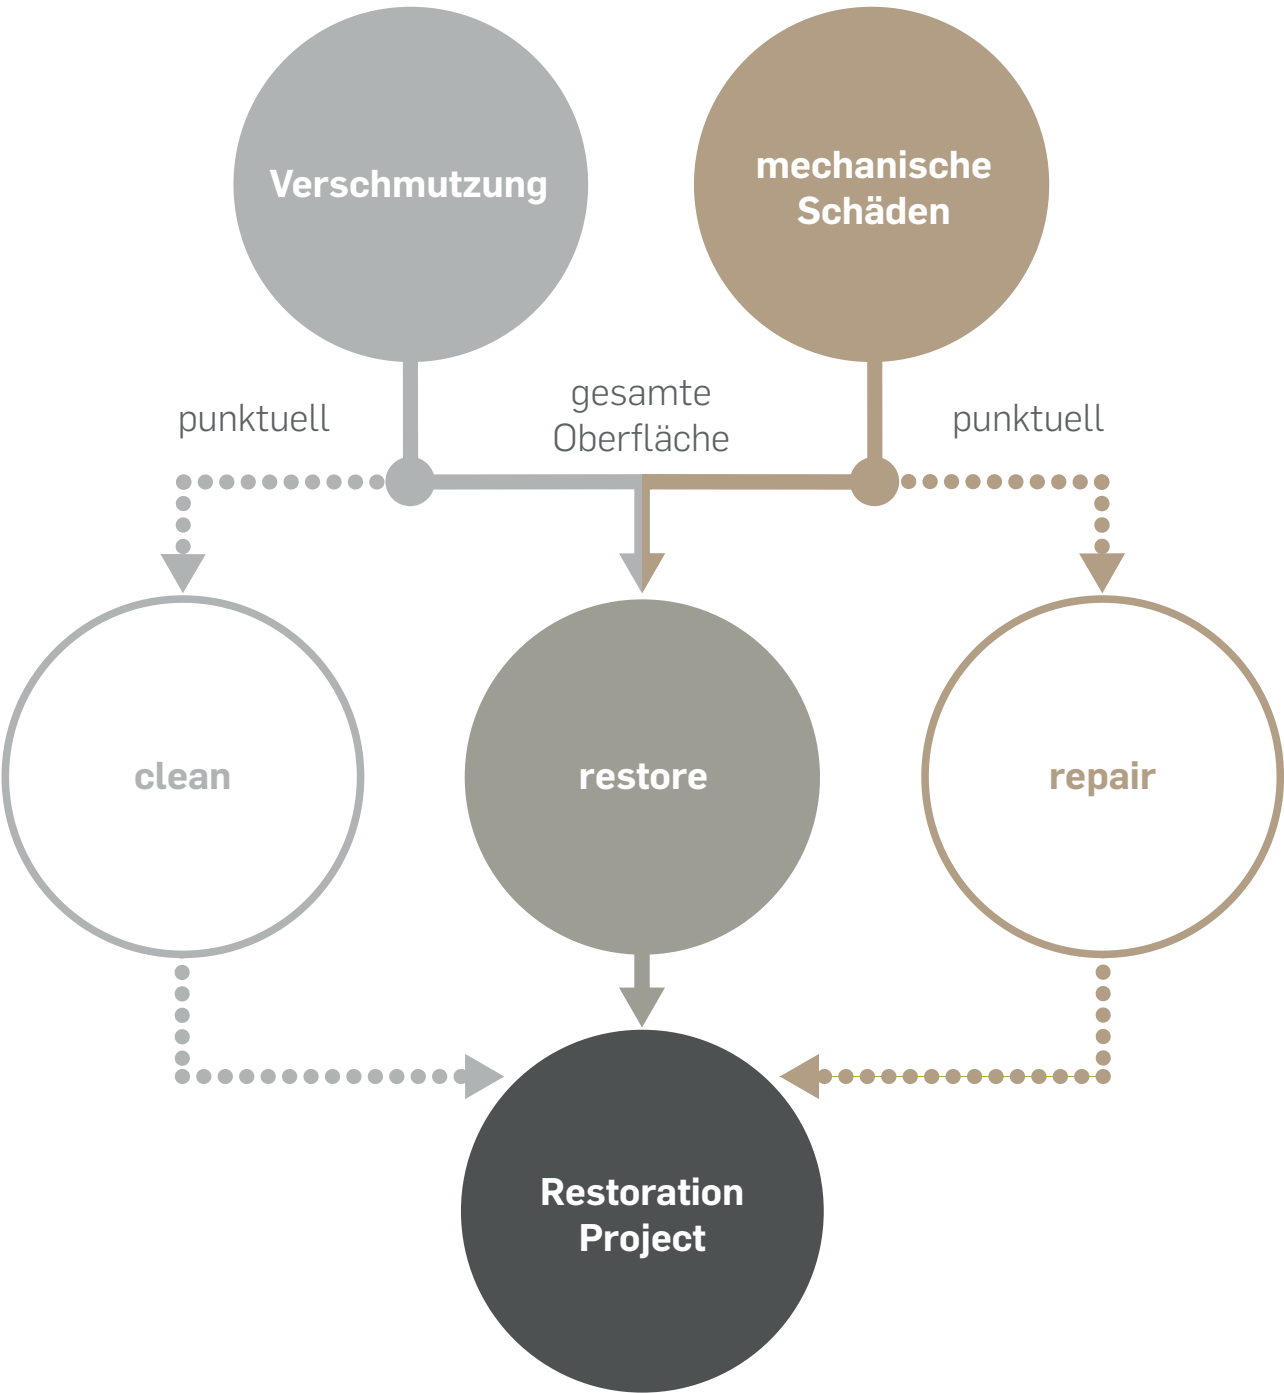 Verschmutzung
mechanische
Schäden
punktuell
gesamte
Oberfläche
punktuell
clean
restore
repair
Restoration
Project